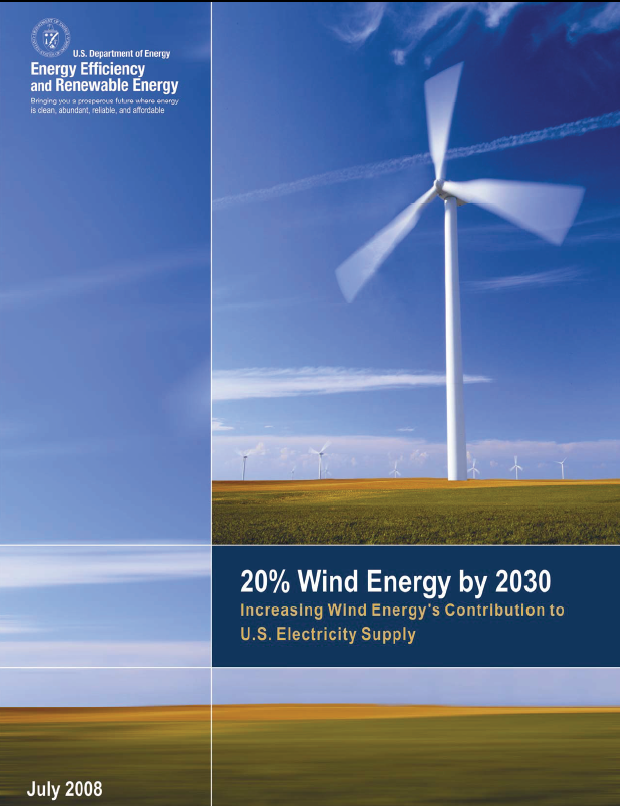 U.S. Department of Energy
Energy Efficiency
and Renewable Energy
Bringing you a prosperous future where energy
is clean, abundant, reliable, and affordable
20% Wind Energy by 2030
Increasing Wind Energy's Contribution to
U.S. Electricity Supply
July 2008